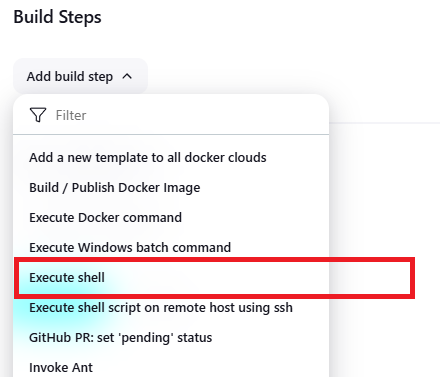 Build Steps
Add build step
Filter
Add a new template to all docker clouds
Build / Publish Docker Image
Execute Docker command
Execute Windows batch command
Execute shell
Execute shell script on remote host using ssh
GitHub PR: set 'pending' status
Invoke Ant